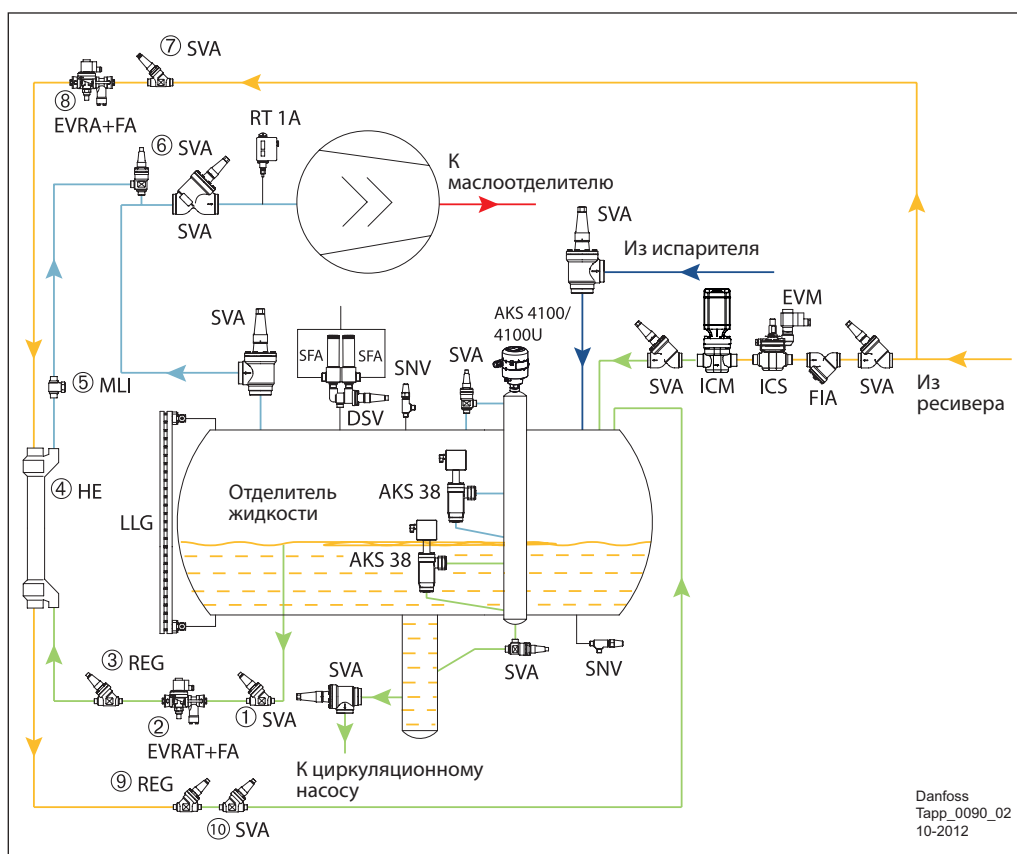 ⑦ SVA
⑧
EVRA+FA
RT 1A
⑥ SVA
SVA
К
маслоотделителю
SVA
Из испарителя
EVM
AKS 4100/
4100U
SVA
SFA
SFA
SNV
SVA
DSV
SVA
ICM
ICS
FIA
SVA
Из
ресивера
⑤ MLI
④ HE
LLG
Отделитель
жидкости
AKS 38
AKS 38
③ REG
②
EVRAT+FA
① SVA
SVA
SVA
SNV
К циркуляционному
насосу
⑨ REG
⑩ SVA
Danfoss
Tapp_0090_02
10-2012